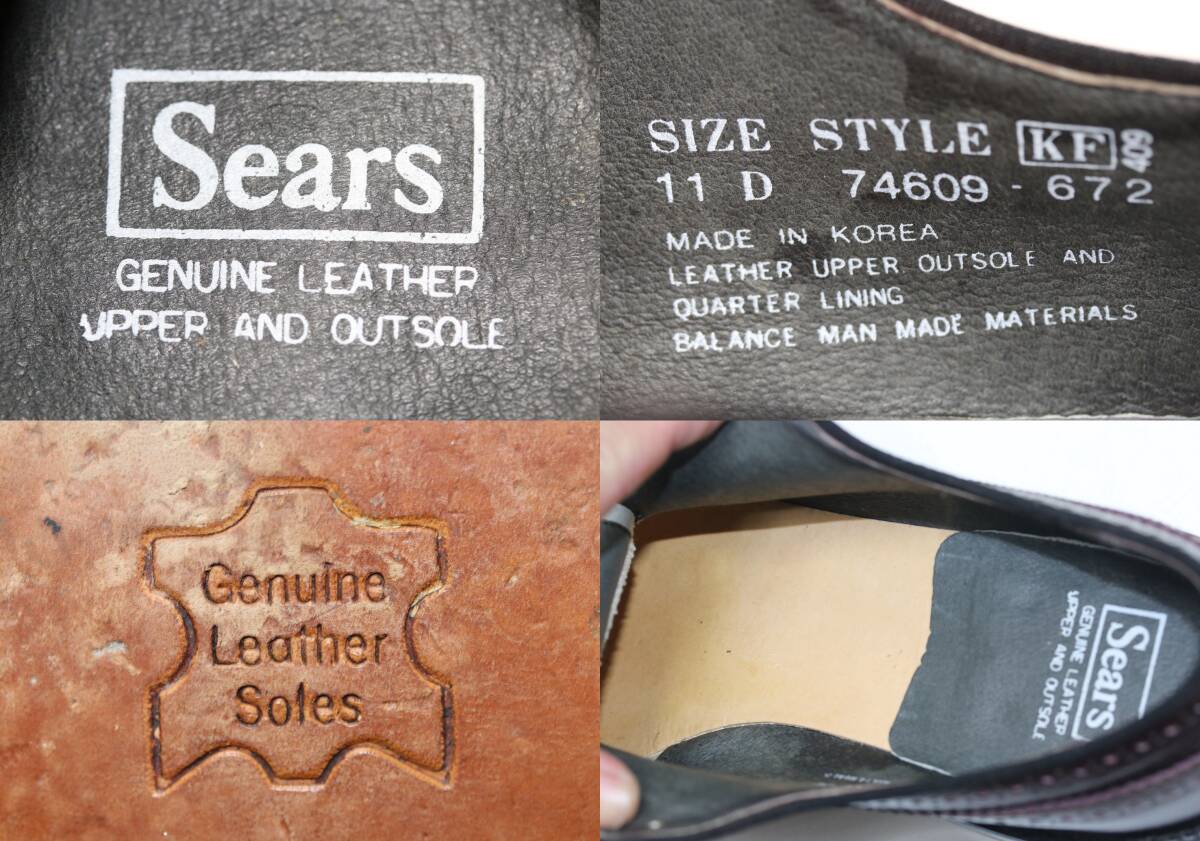 Sears
GENUINE LEATHER
UPPER AND OUTSOLE
SIZE STYLE KF 409
11 D 74609-672
MADE IN KOREA
LEATHER UPPER OUTSOLE AND
QUARTER LINING
BALANCE MAN MADE MATERIALS
Genuine
Leather
Soles
Sears
GENUINE LEATHER
UPPER AND OUTSOLE